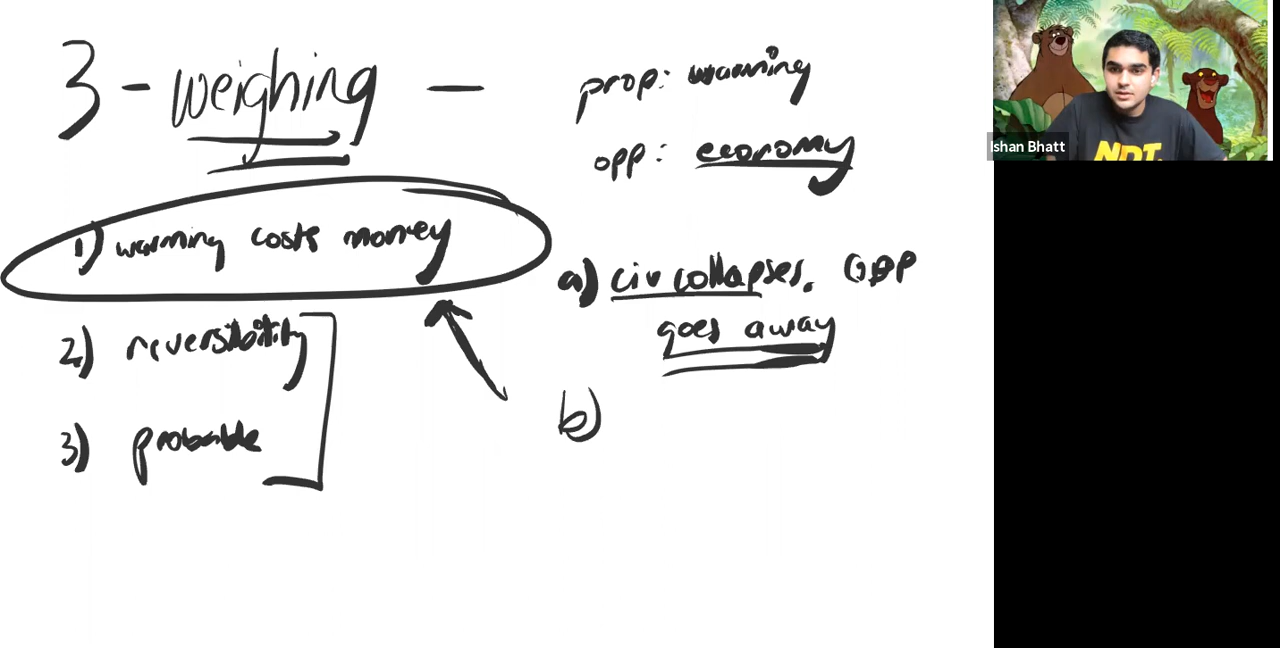 3 - weighing -
prop: warming
opp: economy
1) warming costs money
2) reversibility
3) probable
a) civ collapses. GDP
goes away
b)
Ishan Bhatt
NDT